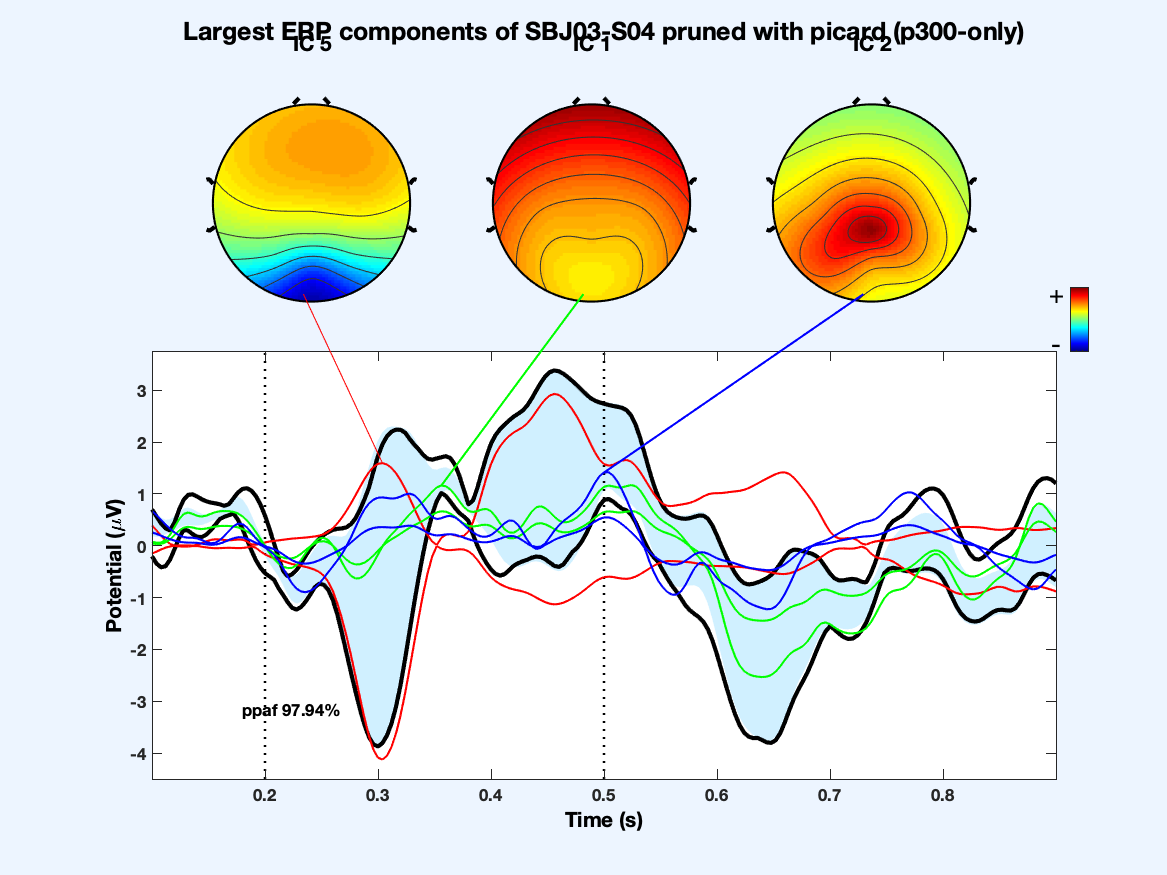 Largest ERP components of SBJ03-S04 pruned with picard (p300-only)
IC 5 IC 1 IC 2
+
-
3
2
1
0
-1
-2
-3
-4
Potential (μV)
ppaf 97.94%
0.2 0.3 0.4 0.5 0.6 0.7 0.8
Time (s)